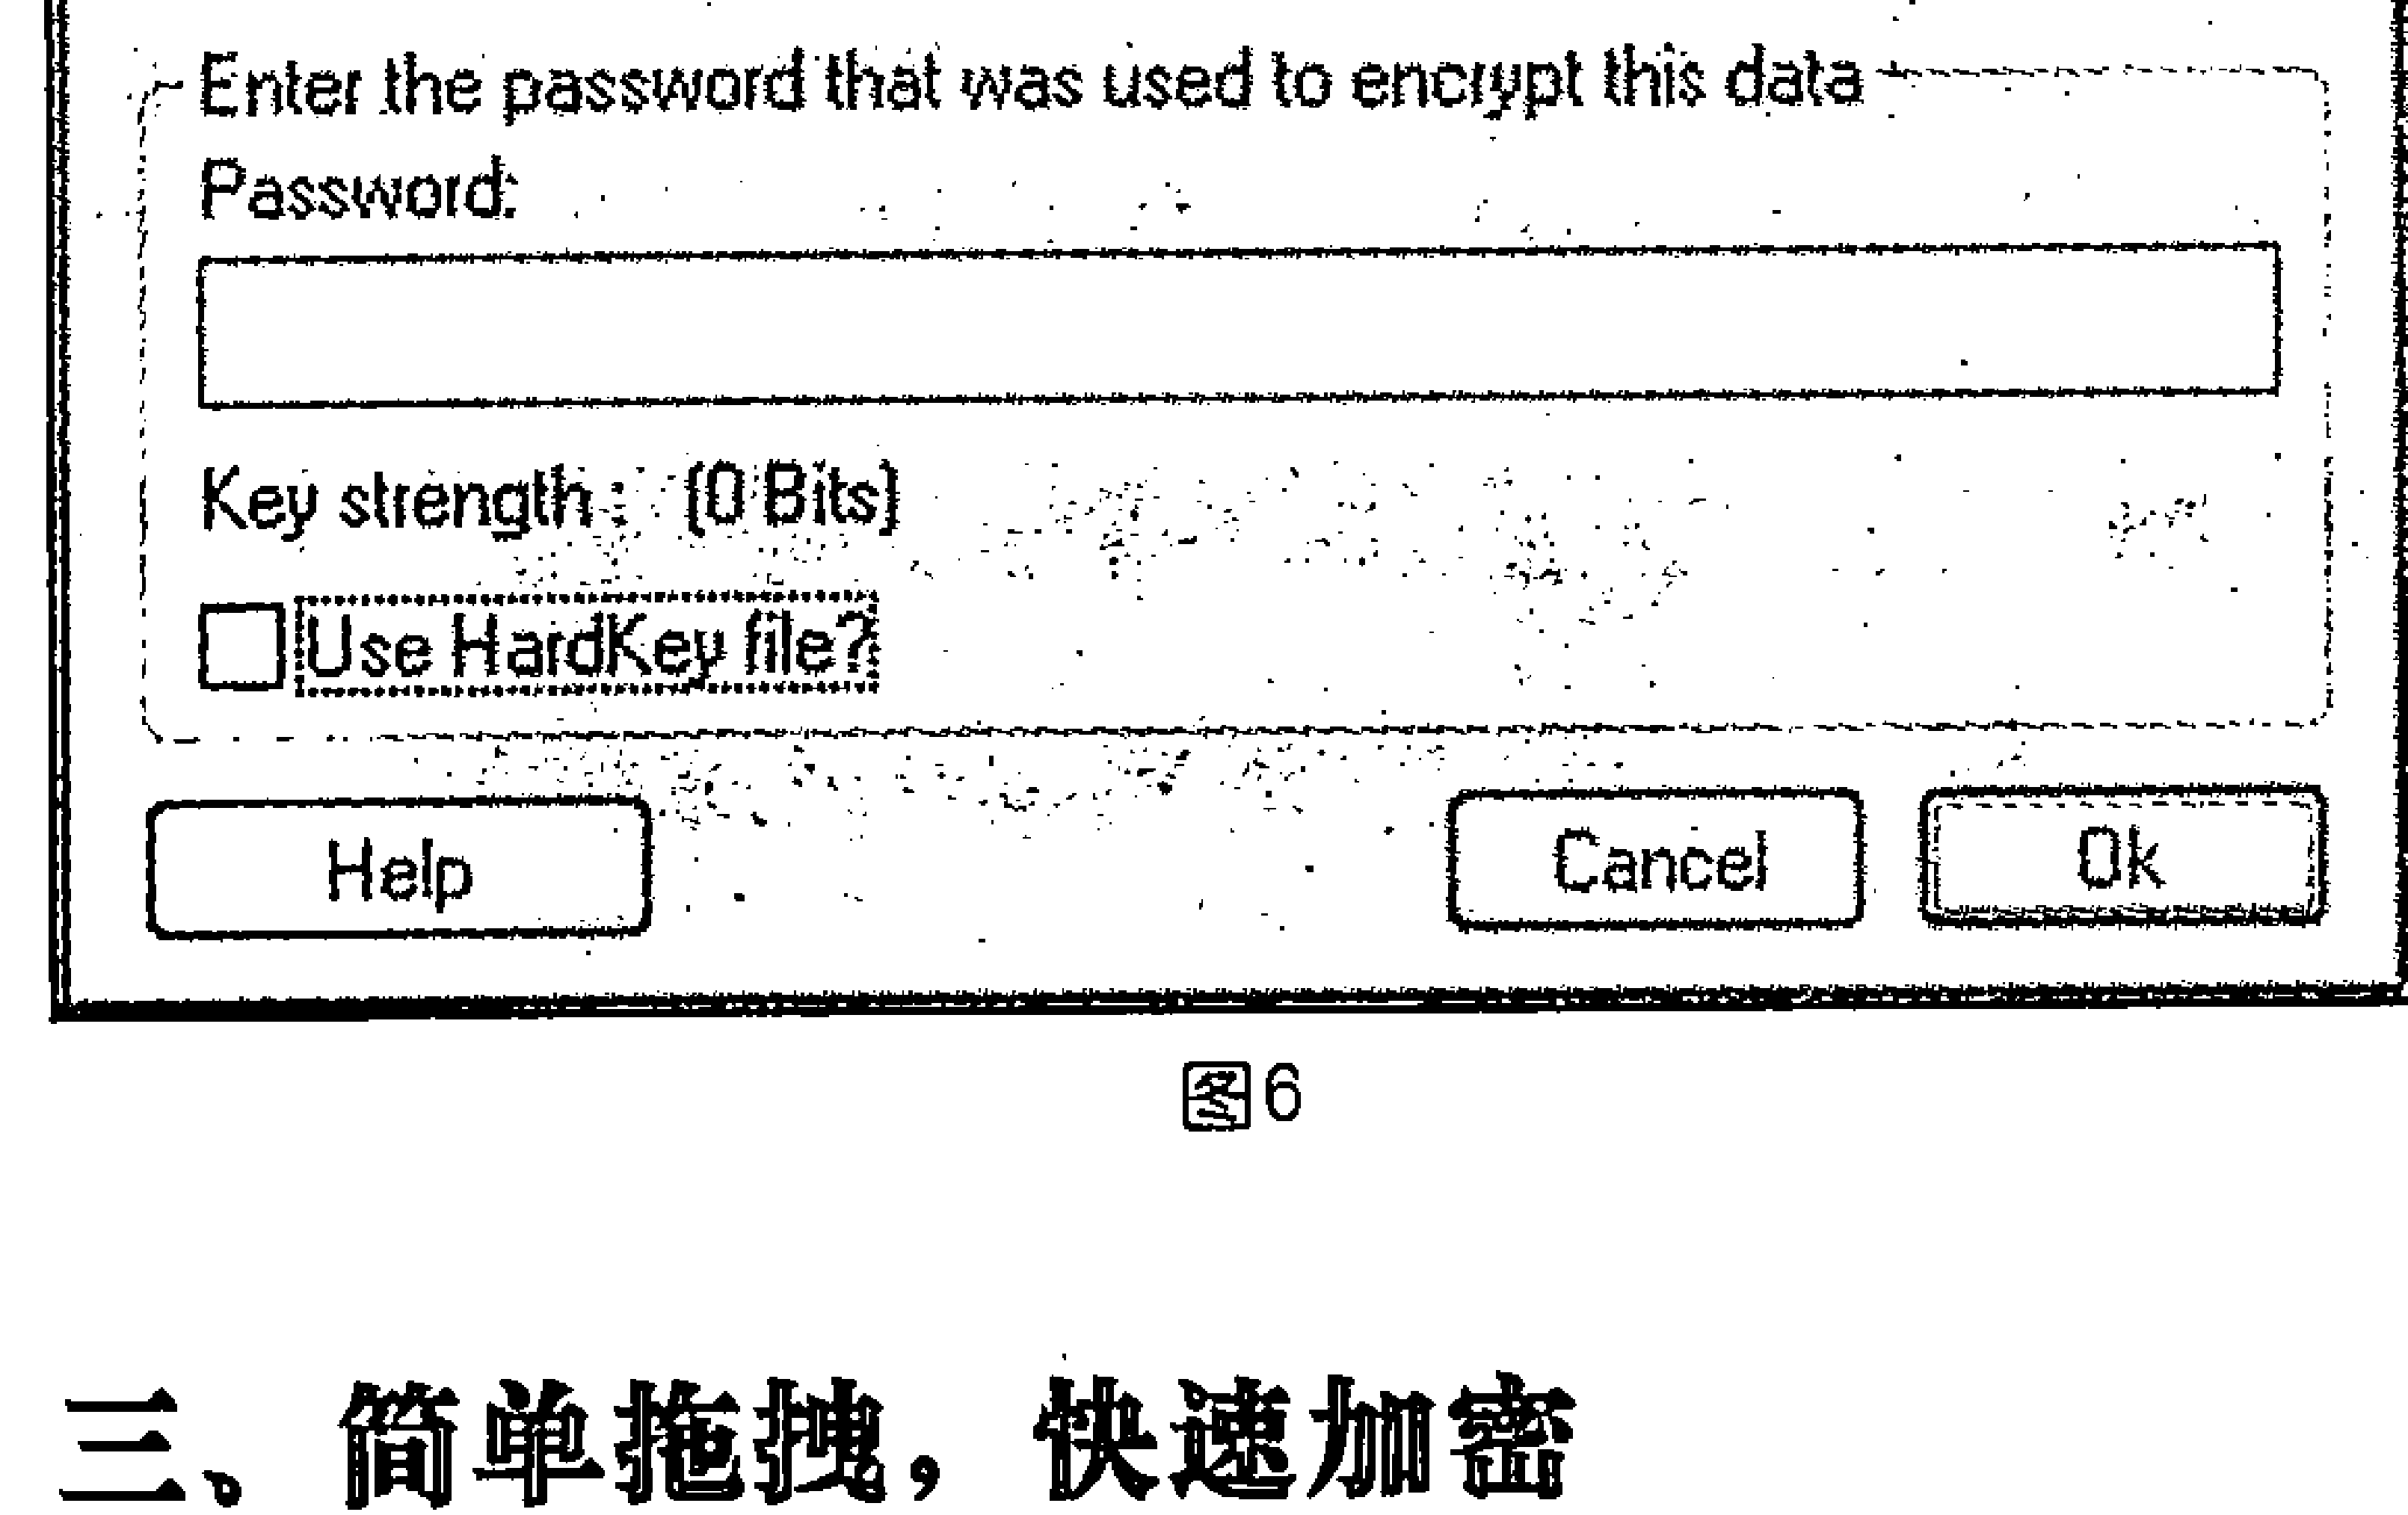 Enter the password that was used to encrypt this data
Password:
Key strength : (0 Bits)
Use HardKey file?
Help Cancel Ok
图6
三、简单拖拽，快速加密